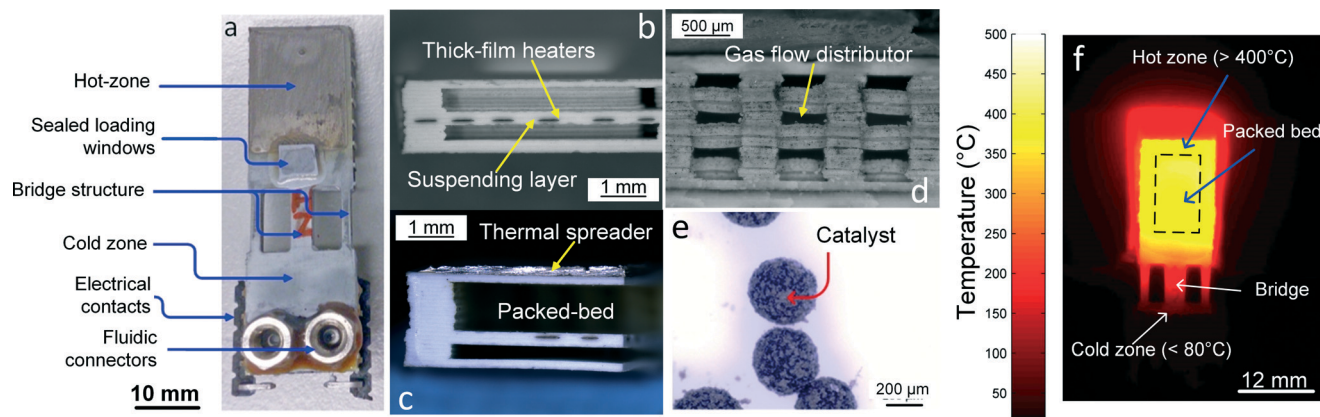 a
Hot-zone
Sealed loading
windows
Bridge structure
Cold zone
Electrical
contacts
Fluidic
connectors
10 mm
b
Thick-film heaters
Suspending layer
1 mm
c
1 mm
Thermal spreader
Packed-bed
d
500 µm
Gas flow distributor
e
Catalyst
200 µm
Temperature (°C)
500
450
400
350
300
250
200
150
100
50
f
Hot zone (> 400°C)
Packed bed
Bridge
Cold zone (< 80°C)
12 mm